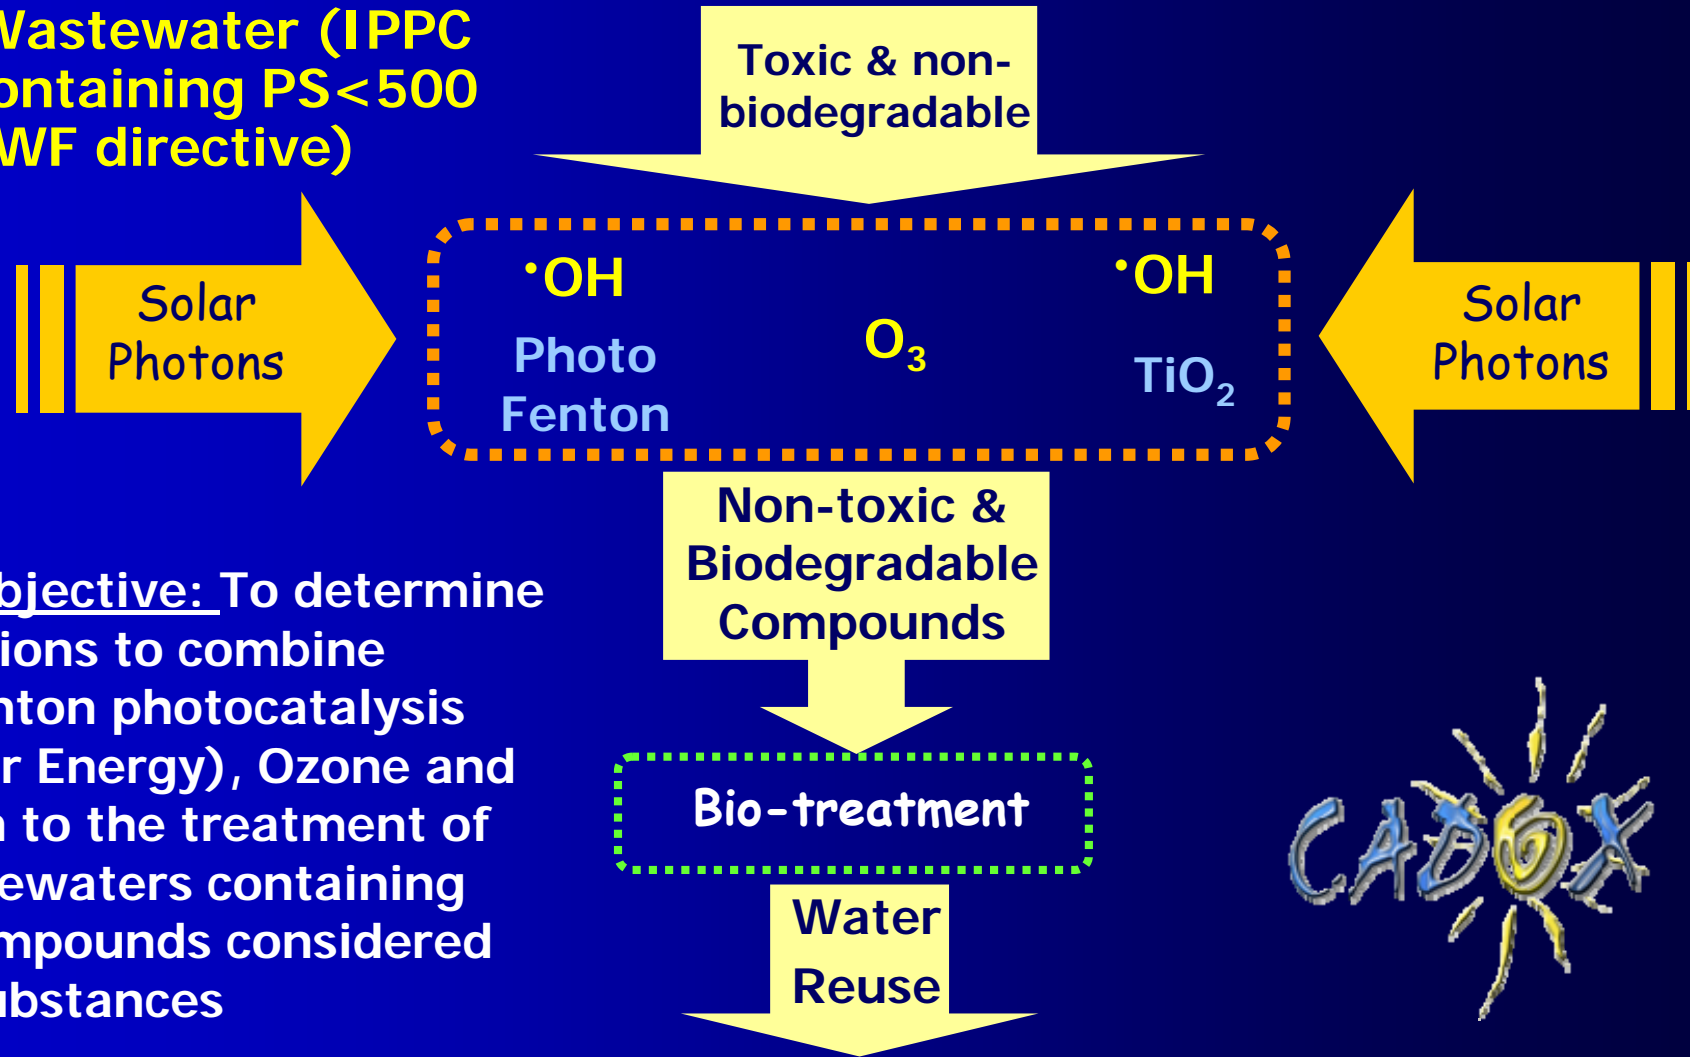 Wastewater (IPPC
ontaining PS<500
WF directive)
Toxic & non-
biodegradable
Solar
Photons
•OH
Photo
Fenton
O₃
•OH
TiO₂
Solar
Photons
Non-toxic &
Biodegradable
Compounds
bjective: To determine
ions to combine
nton photocatalysis
r Energy), Ozone and
n to the treatment of
ewaters containing
mpounds considered
ubstances
Bio-treatment
Water
Reuse
CADOX